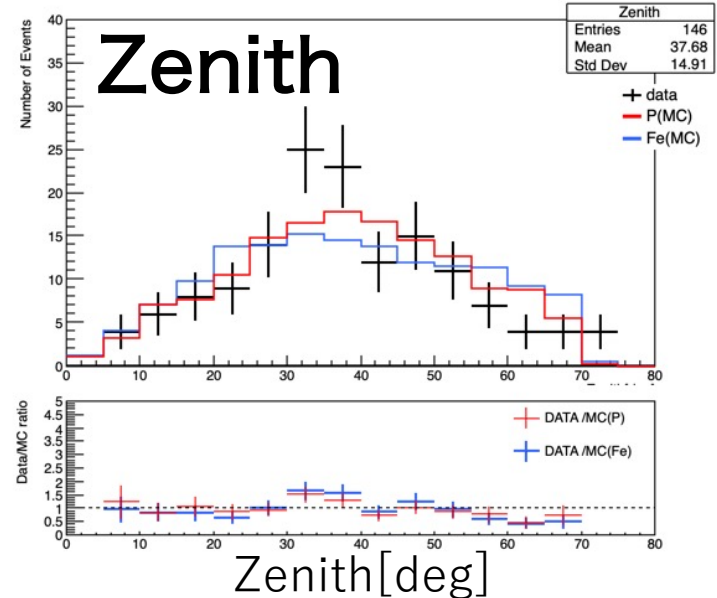 Zenith
Zenith
Entries 146
Mean 37.68
Std Dev 14.91
data
P(MC)
Fe(MC)
Number of Events
40
35
30
25
20
15
10
5
0
0 10 20 30 40 50 60 70 80
Data/MC ratio
5
4.5
4
3.5
3
2.5
2
1.5
1
0.5
0
DATA /MC(P)
DATA /MC(Fe)
0 10 20 30 40 50 60 70 80
Zenith[deg]